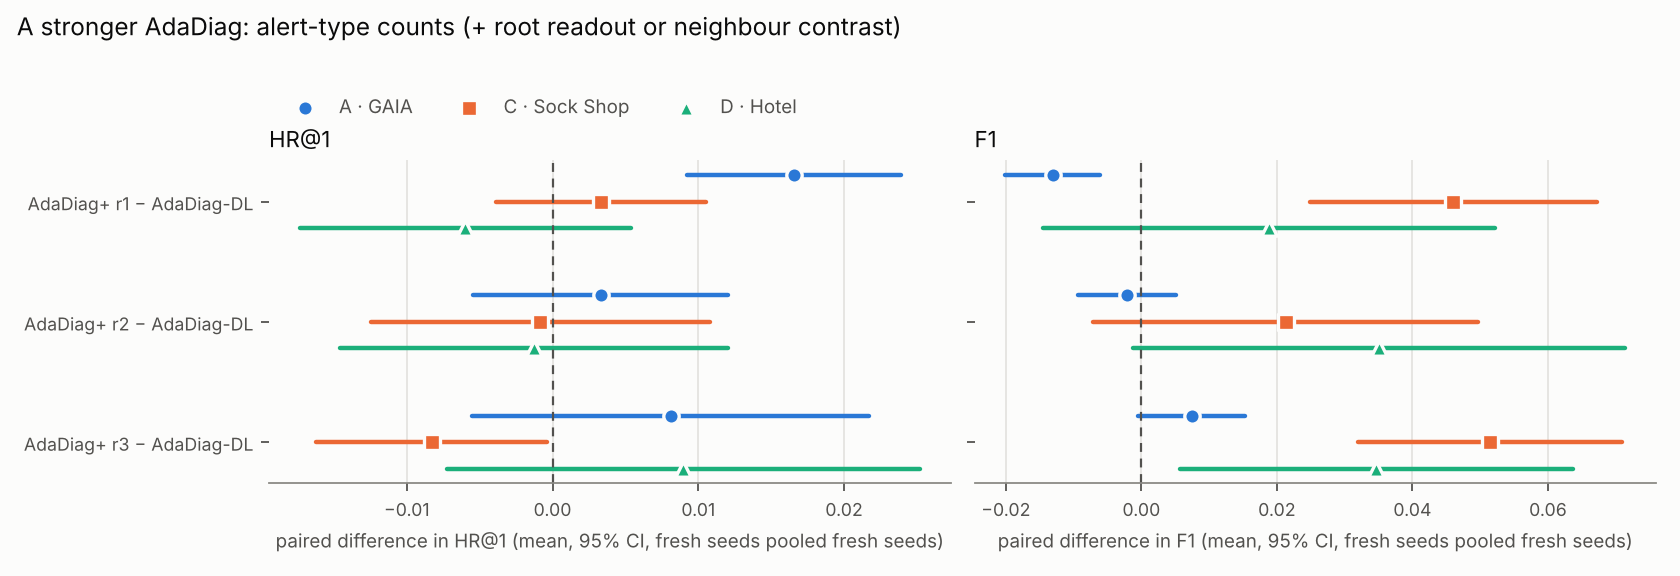 A stronger AdaDiag: alert-type counts (+ root readout or neighbour contrast)
A · GAIA
C · Sock Shop
D · Hotel
HR@1
F1
AdaDiag+ r1 − AdaDiag-DL
AdaDiag+ r2 − AdaDiag-DL
AdaDiag+ r3 − AdaDiag-DL
−0.01 0.00 0.01 0.02
−0.02 0.00 0.02 0.04 0.06
paired difference in HR@1 (mean, 95% CI, fresh seeds pooled fresh seeds)
paired difference in F1 (mean, 95% CI, fresh seeds pooled fresh seeds)